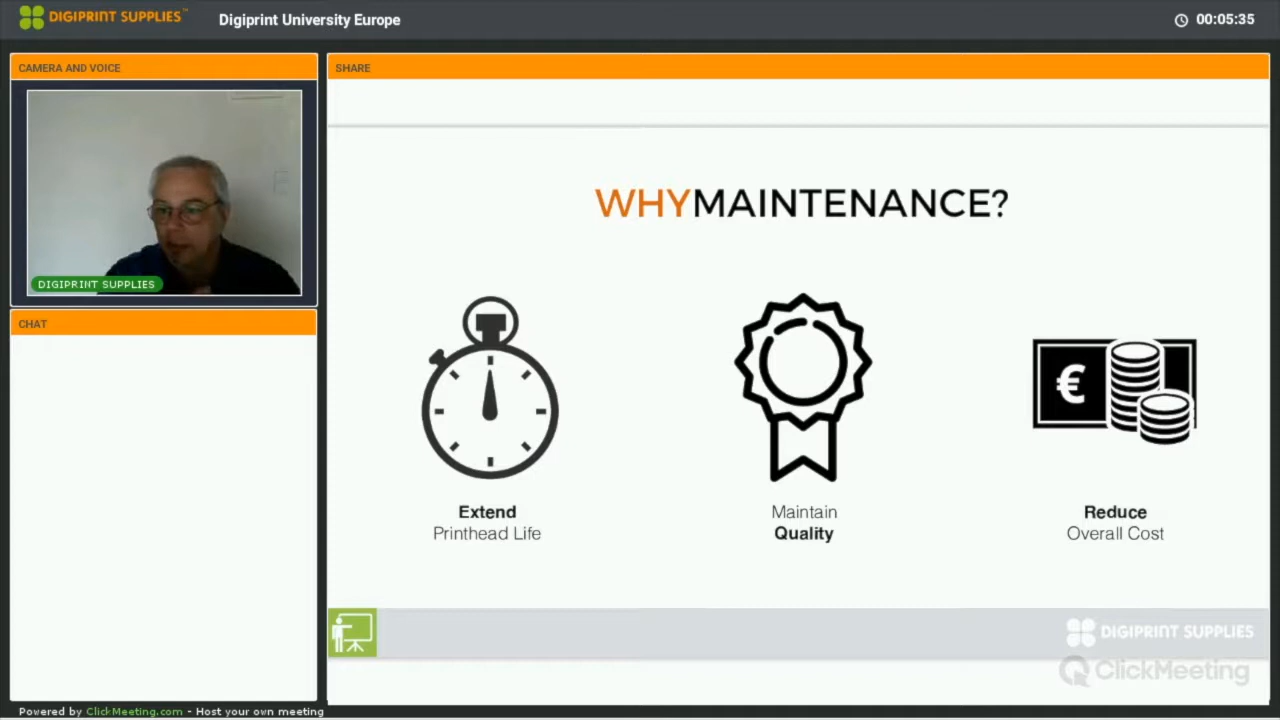 DIGIPRINT SUPPLIES™
Digiprint University Europe
00:05:35
CAMERA AND VOICE
SHARE
DIGIPRINT SUPPLIES
CHAT
WHYMAINTENANCE?
€
Extend
Printhead Life
Maintain
Quality
Reduce
Overall Cost
DIGIPRINT SUPPLIES
ClickMeeting
Powered by ClickMeeting.com - Host your own meeting